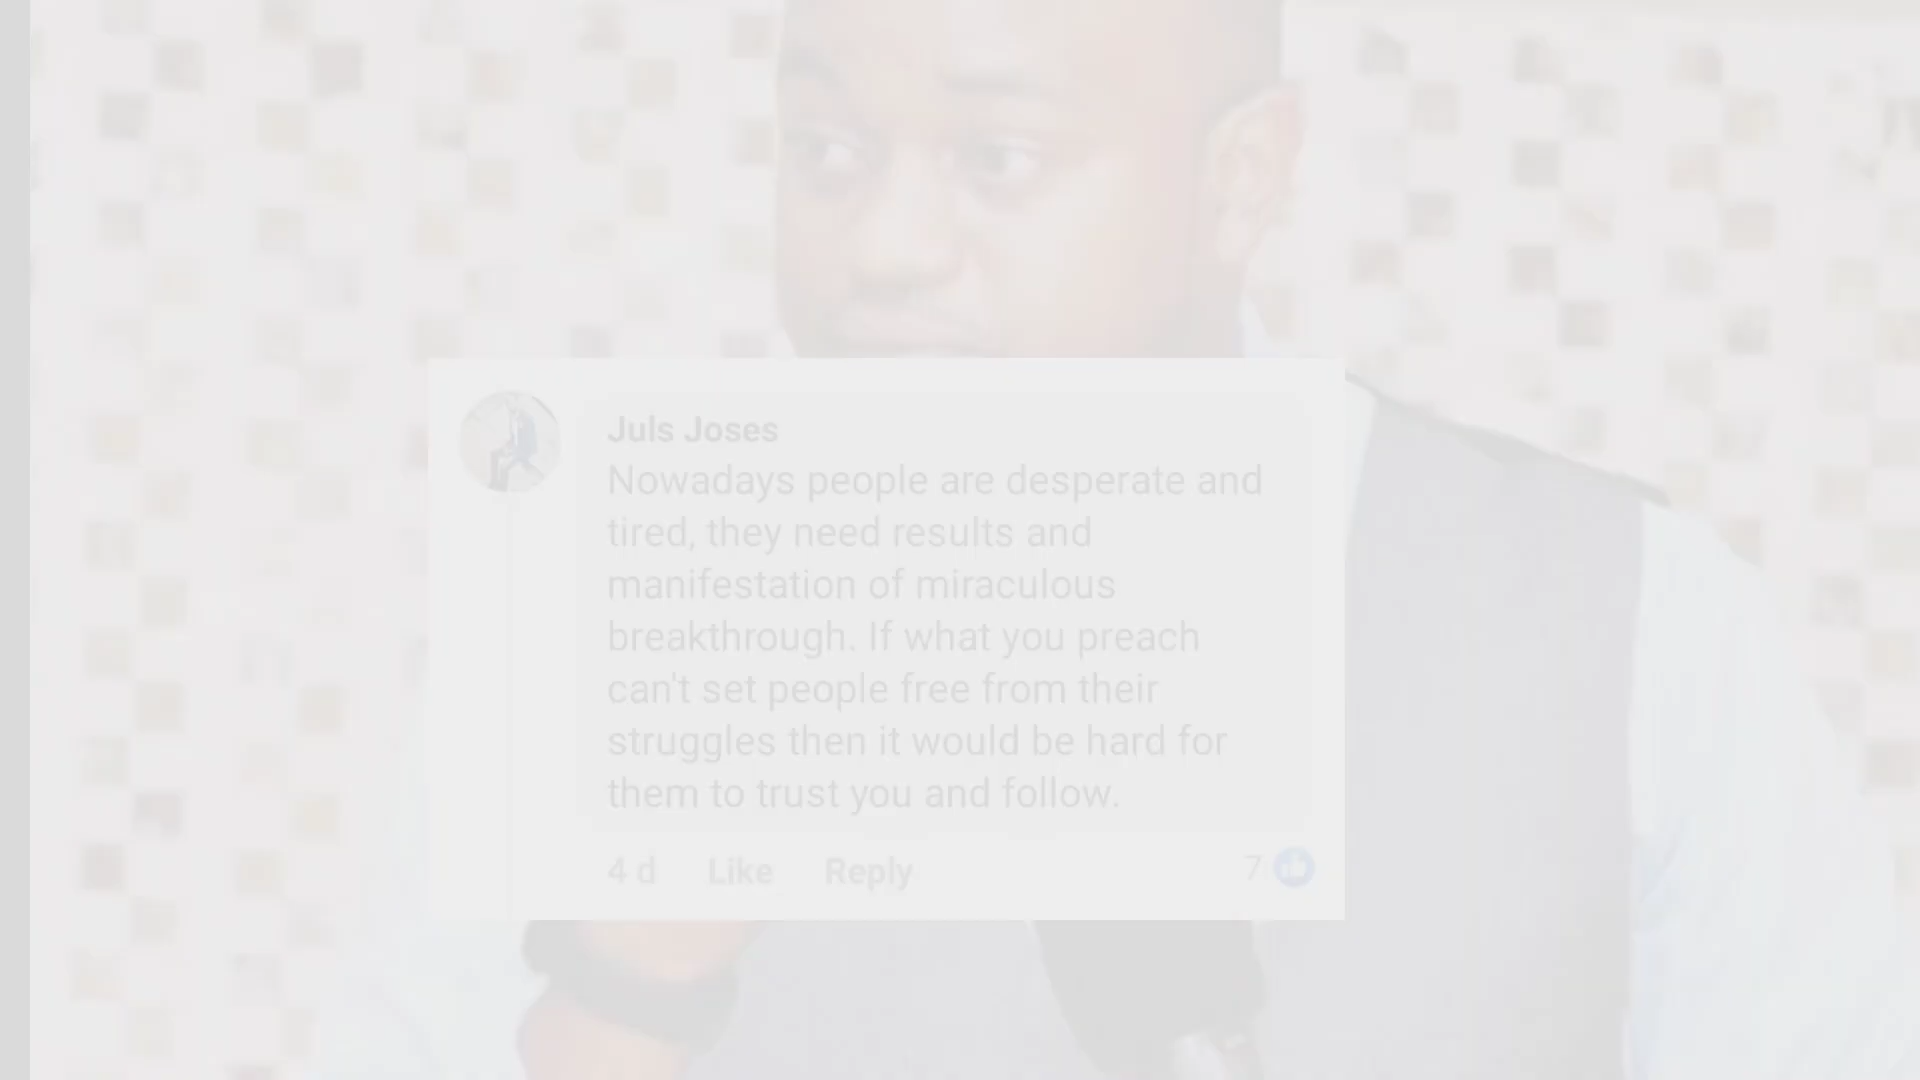 Juls Joses
Nowadays people are desperate and
tired, they need results and
manifestation of miraculous
breakthrough. If what you preach
can't set people free from their
struggles then it would be hard for
them to trust you and follow.
4 d Like Reply 7